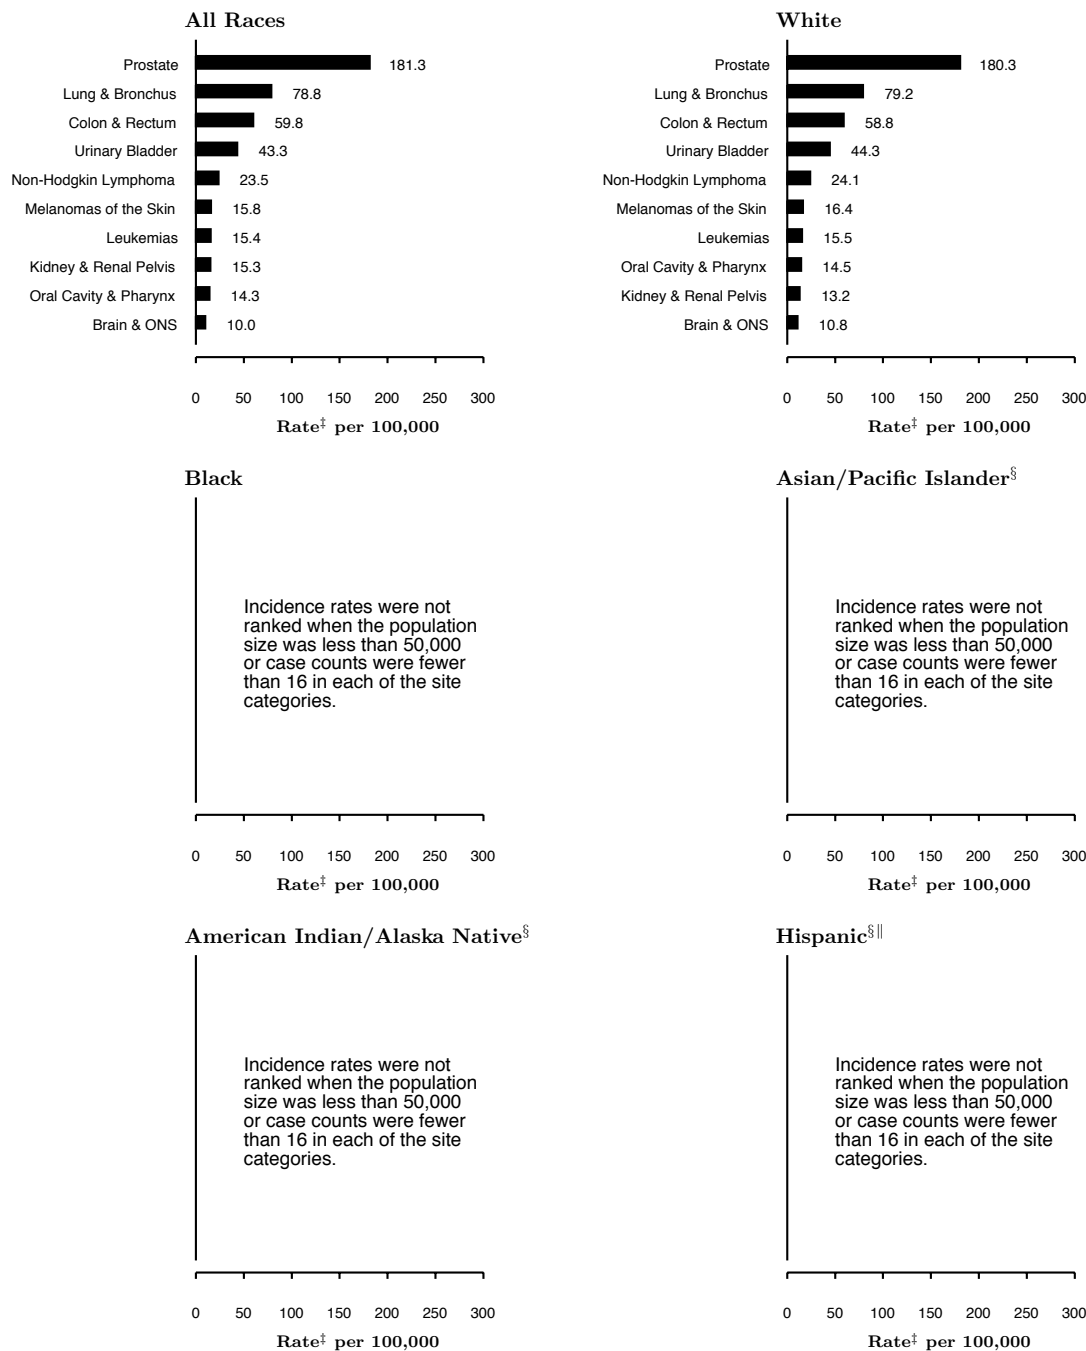 All Races
Prostate 181.3
Lung & Bronchus 78.8
Colon & Rectum 59.8
Urinary Bladder 43.3
Non-Hodgkin Lymphoma 23.5
Melanomas of the Skin 15.8
Leukemias 15.4
Kidney & Renal Pelvis 15.3
Oral Cavity & Pharynx 14.3
Brain & ONS 10.0
0 50 100 150 200 250 300
Rate‡ per 100,000
White
Prostate 180.3
Lung & Bronchus 79.2
Colon & Rectum 58.8
Urinary Bladder 44.3
Non-Hodgkin Lymphoma 24.1
Melanomas of the Skin 16.4
Leukemias 15.5
Oral Cavity & Pharynx 14.5
Kidney & Renal Pelvis 13.2
Brain & ONS 10.8
0 50 100 150 200 250 300
Rate‡ per 100,000
Black
Incidence rates were not
ranked when the population
size was less than 50,000
or case counts were fewer
than 16 in each of the site
categories.
0 50 100 150 200 250 300
Rate‡ per 100,000
Asian/Pacific Islander§
Incidence rates were not
ranked when the population
size was less than 50,000
or case counts were fewer
than 16 in each of the site
categories.
0 50 100 150 200 250 300
Rate‡ per 100,000
American Indian/Alaska Native§
Incidence rates were not
ranked when the population
size was less than 50,000
or case counts were fewer
than 16 in each of the site
categories.
0 50 100 150 200 250 300
Rate‡ per 100,000
Hispanic§‖
Incidence rates were not
ranked when the population
size was less than 50,000
or case counts were fewer
than 16 in each of the site
categories.
0 50 100 150 200 250 300
Rate‡ per 100,000